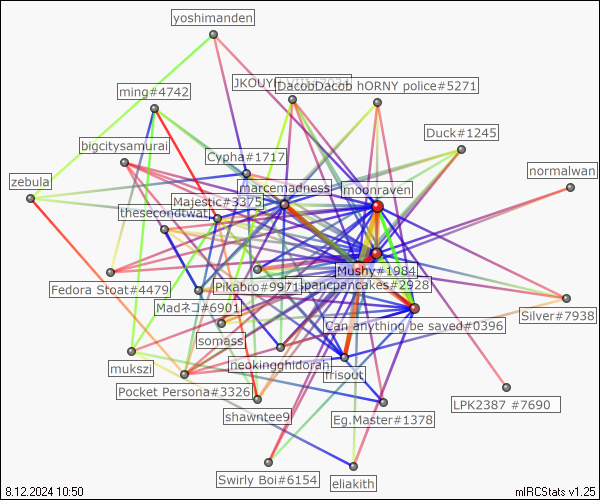 yoshimanden
DacobDacob hORNY police#5271
ming#4742
Duck#1245
bigcitysamurai
Cypha#1717
normalwan
zebula
marcemadness
moonraven
Majestic#3375
thesecondtwat
Mushy#1984
Fedora Stoat#4479
Pikabro#9971
pancpancakes#2928
Madネコ#6901
Silver#7938
Can anything be saved#0396
somass
neokingghidorah
mukszi
irisout
Pocket Persona#3326
LPK2387 #7690
shawntee9
Eg.Master#1378
Swirly Boi#6154
eliakith
8.12.2024 10:50
mIRCStats v1.25